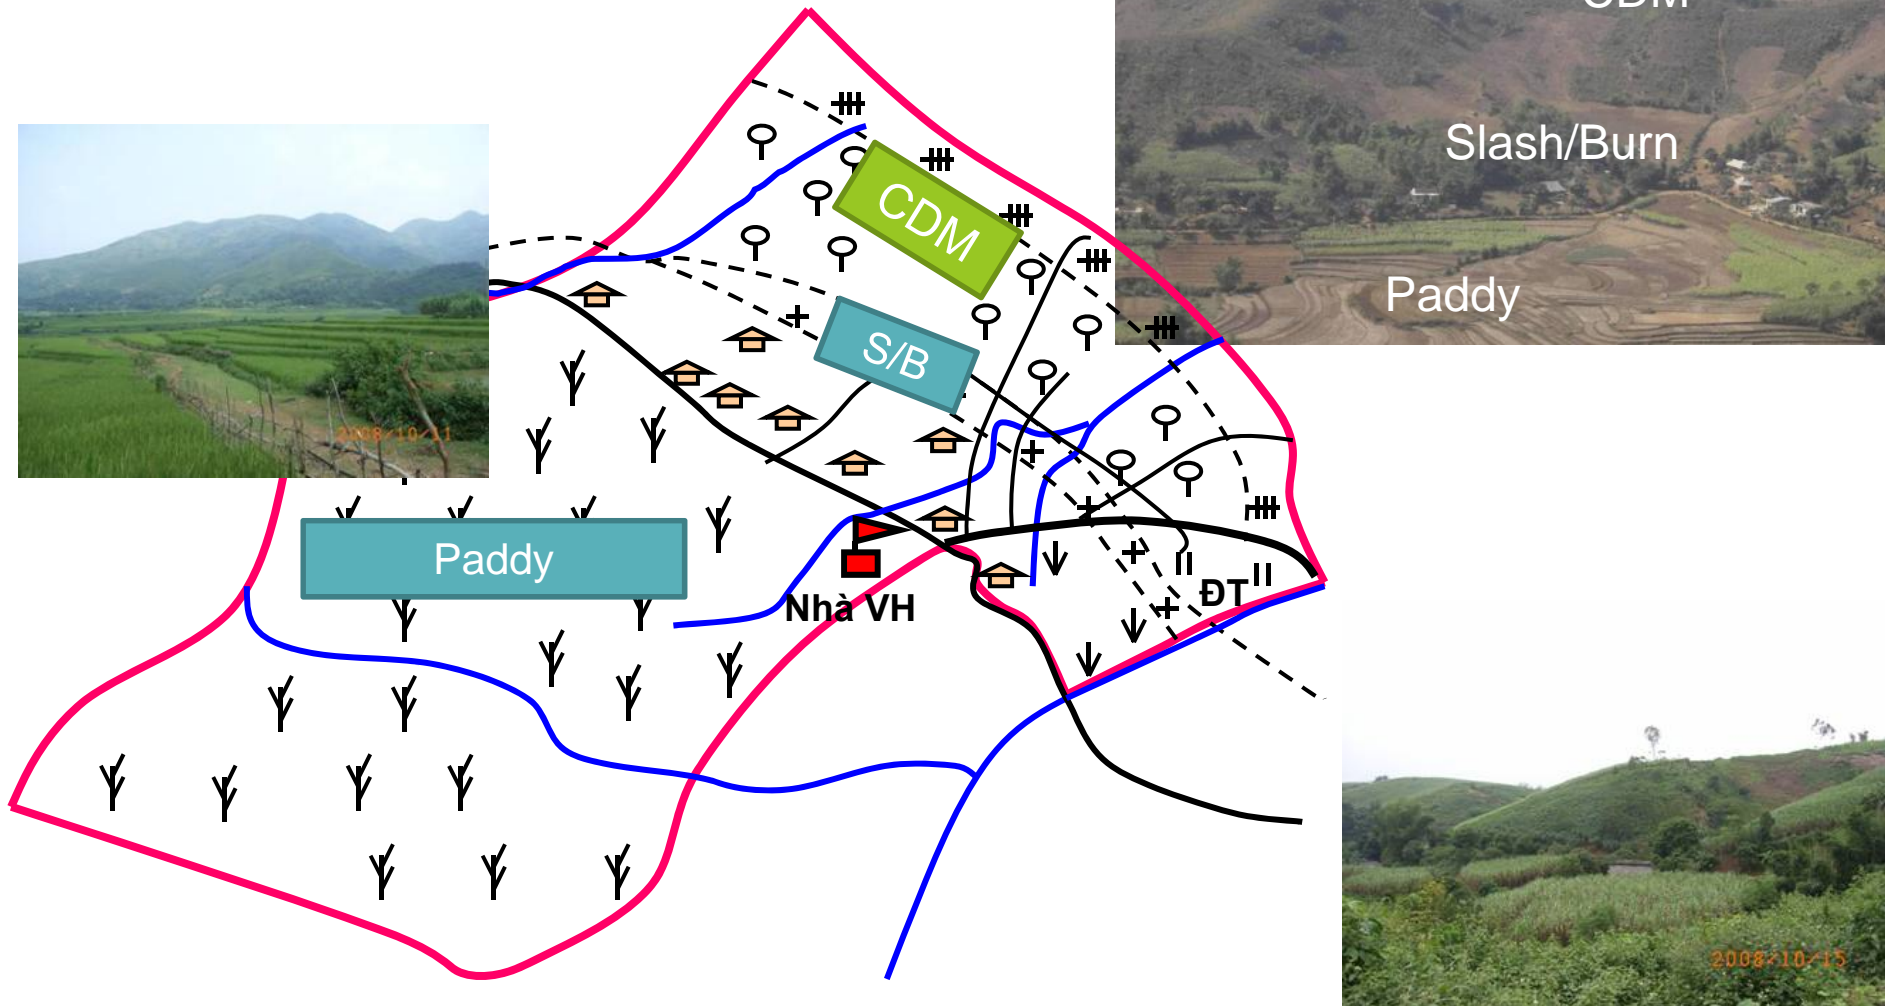 CDM
Slash/Burn
Paddy
CDM
S/B
2008/10/11
Paddy
Nhà VH
ĐT
2008/10/15